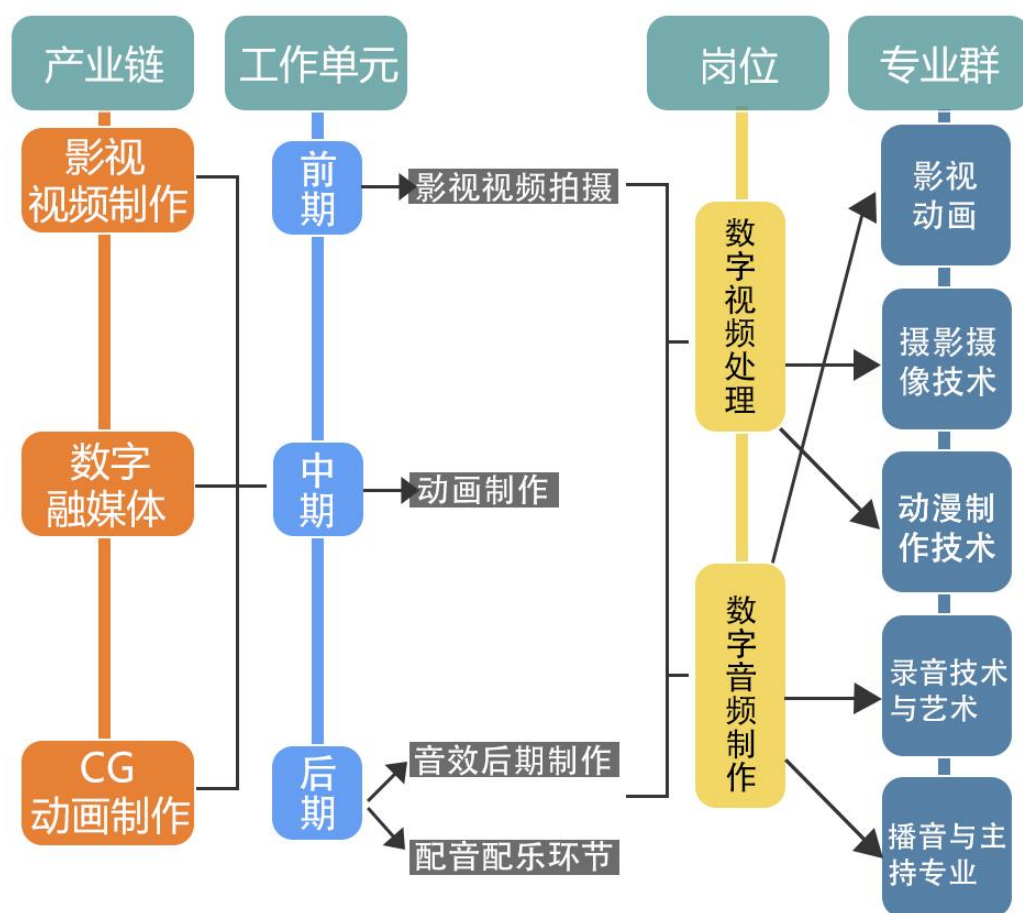 产业链
工作单元
岗位
专业群
影视
视频制作
数字
融媒体
CG
动画制作
前期
中期
后期
影视视频拍摄
动画制作
音效后期制作
配音配乐环节
数字视频处理
数字音频制作
影视
动画
摄影摄
像技术
动漫制
作技术
录音技术
与艺术
播音与主
持专业